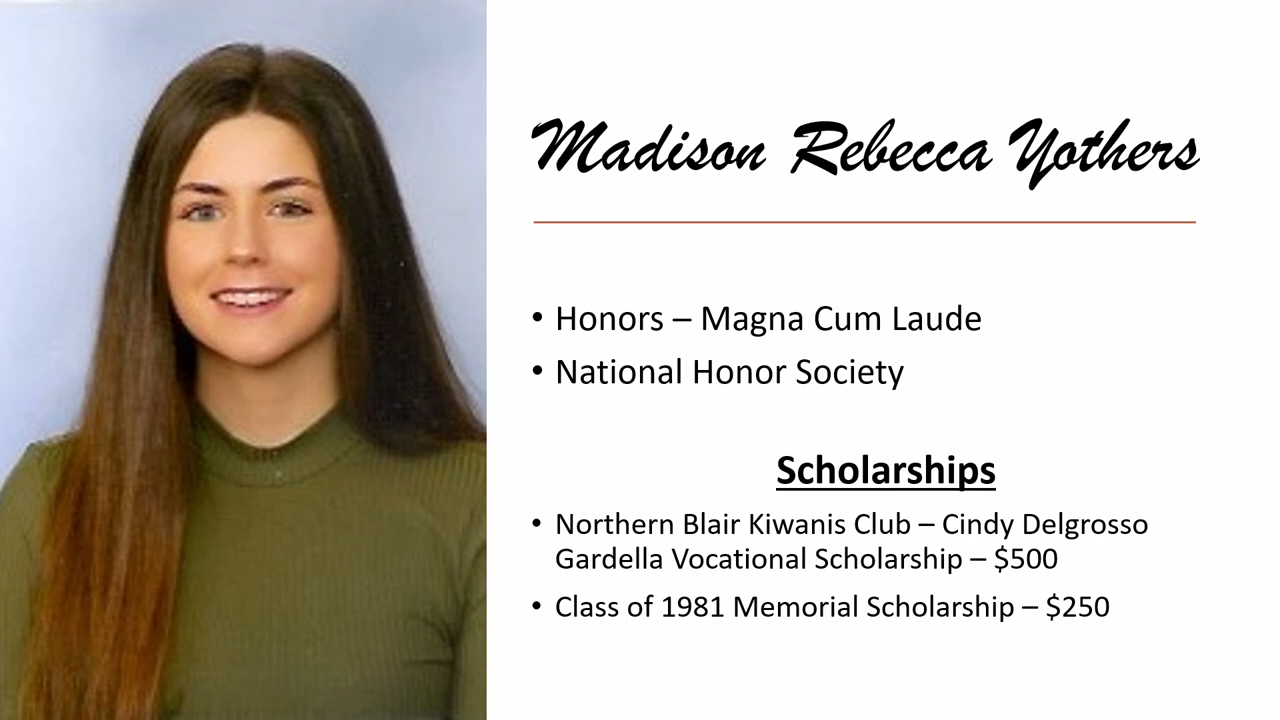 Madison Rebecca Yothers
• Honors – Magna Cum Laude
• National Honor Society
Scholarships
• Northern Blair Kiwanis Club – Cindy Delgrosso
Gardella Vocational Scholarship – $500
• Class of 1981 Memorial Scholarship – $250